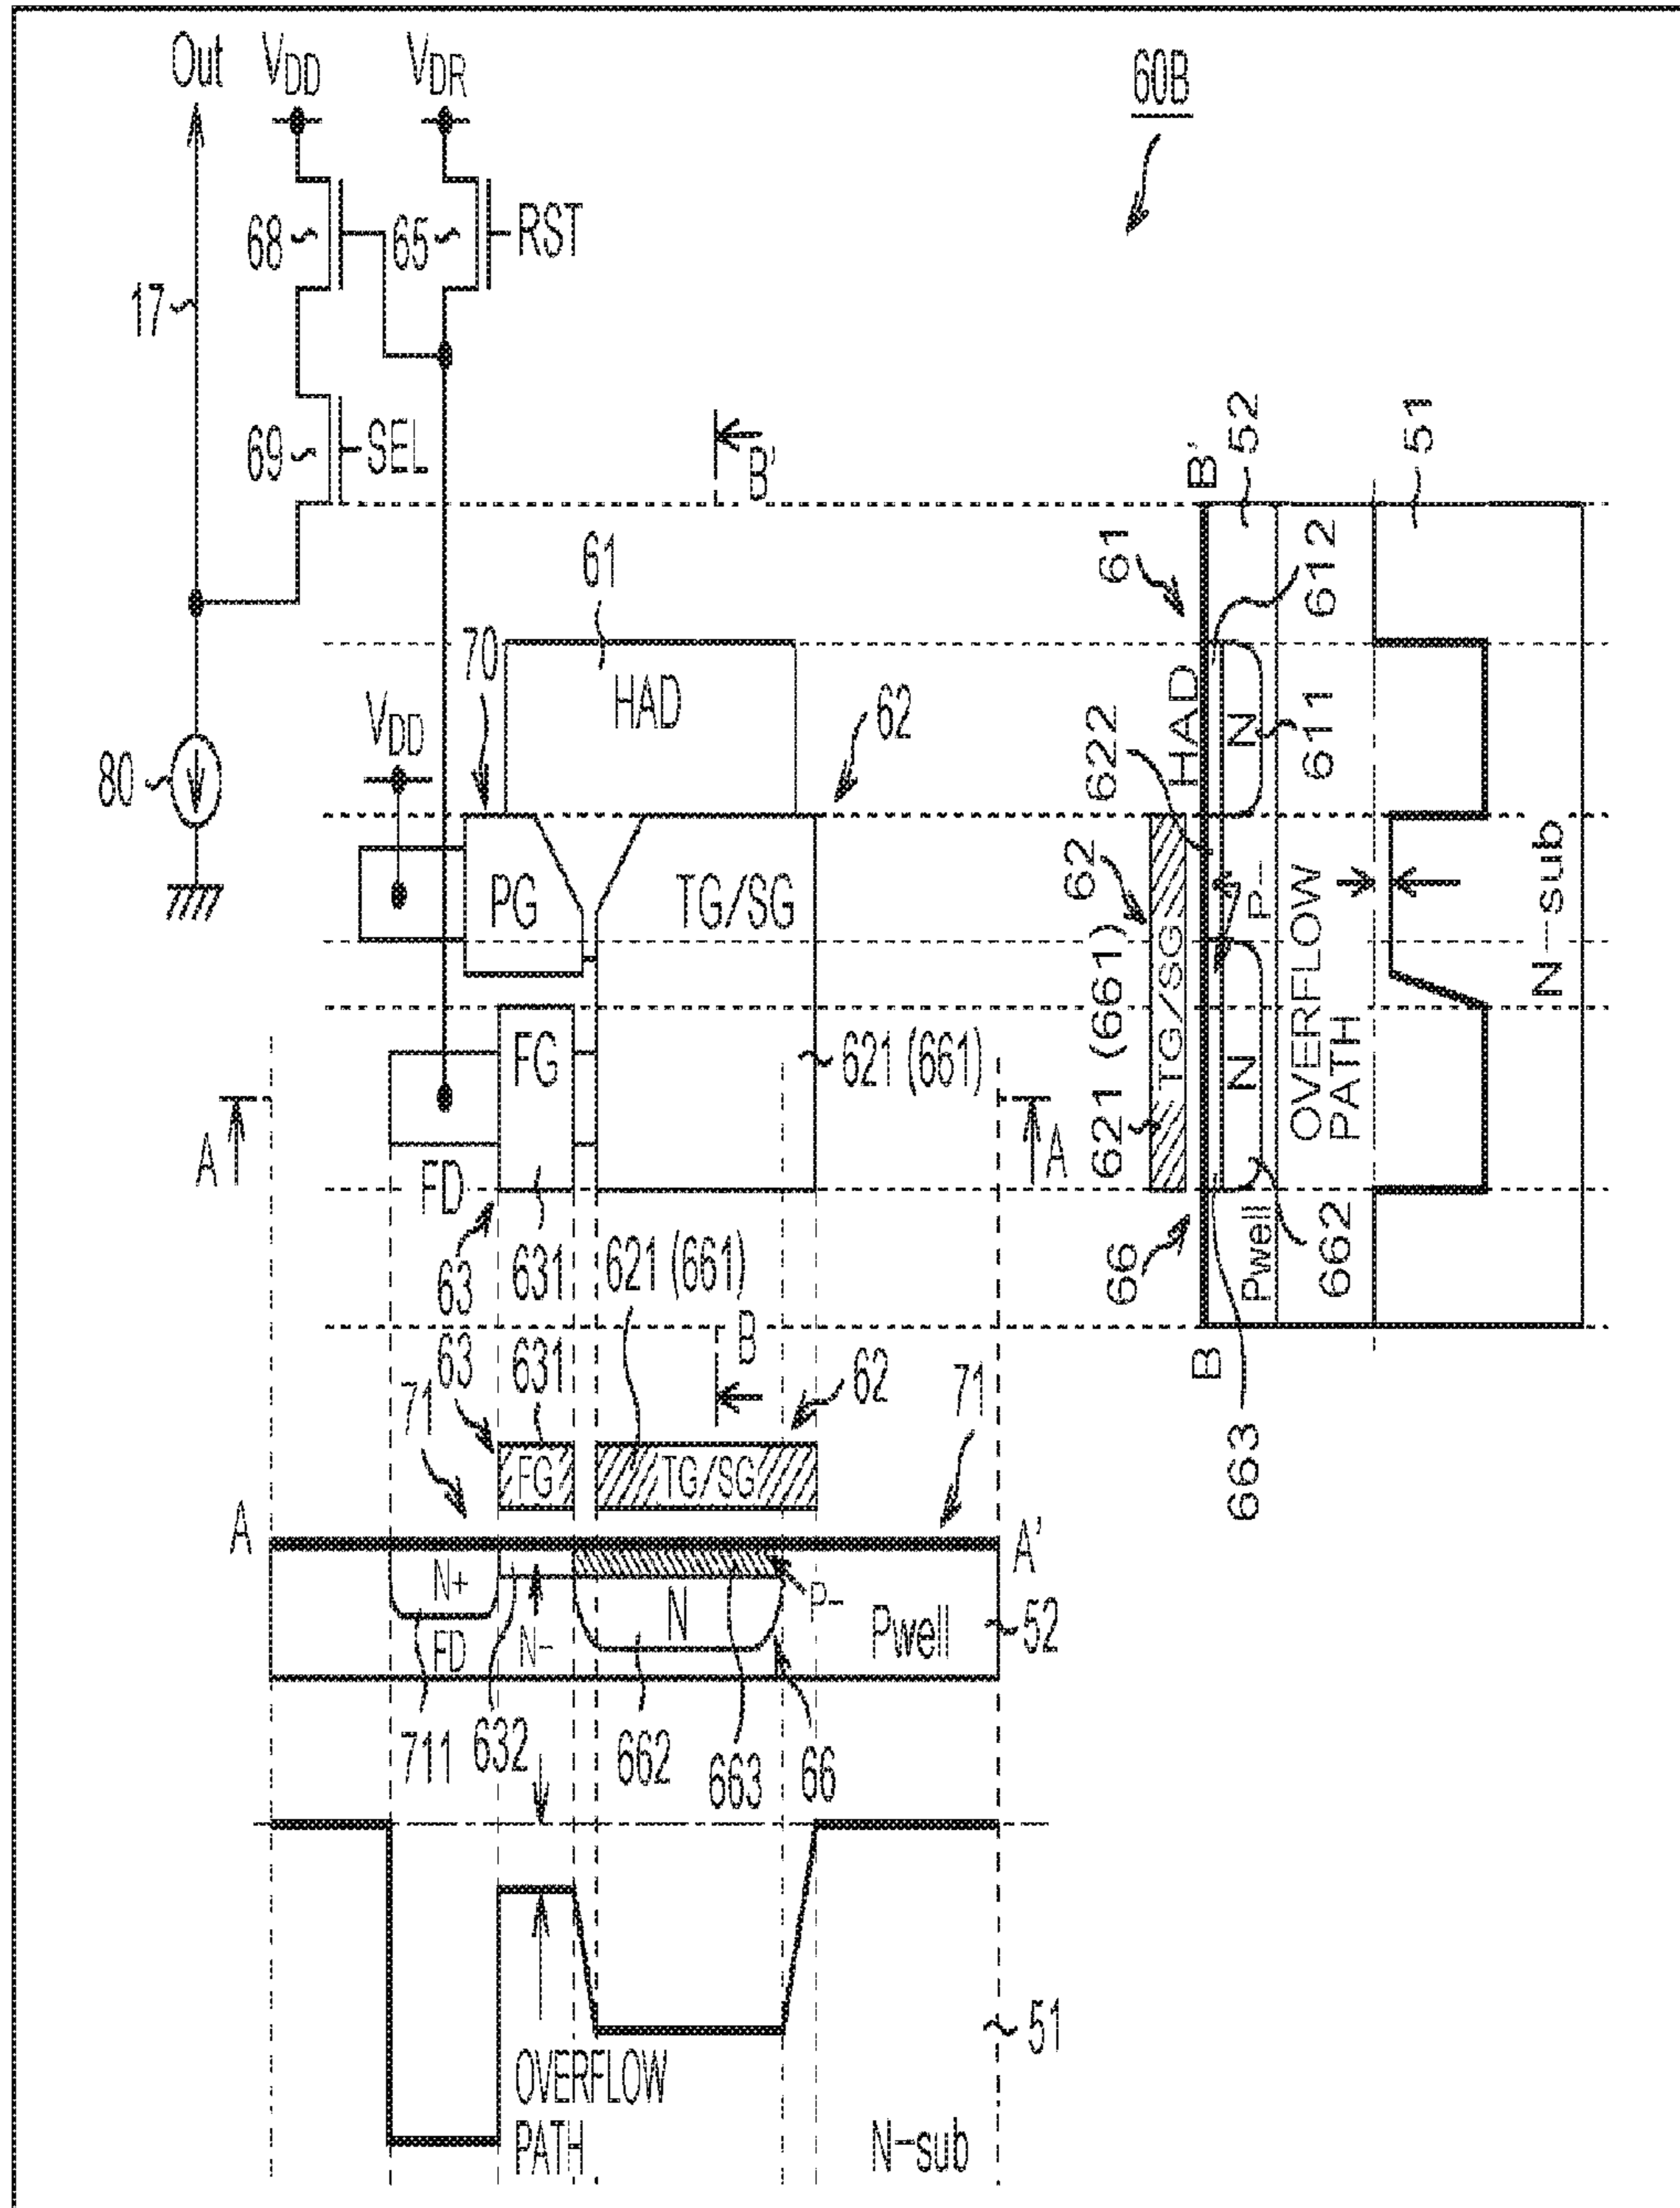 Out
VDD
VDR
60B
68
65
RST
17
69
SEL
B'
61
70
HAD
62
VDD
80
PG
TG/SG
FG
621 (661)
A
A
FD
63
631
621 (661)
63
631
B
62
71
71
FG
TG/SG
A
A'
N+
FD
N-
N
P-
Pwell
52
711
632
662
663
66
OVERFLOW
PATH
N-sub
51
B'
52
51
61
612
HAD
N
611
622
62
P-
TG/SG
621 (661)
N
OVERFLOW
PATH
N-sub
66
Pwell
662
663
B